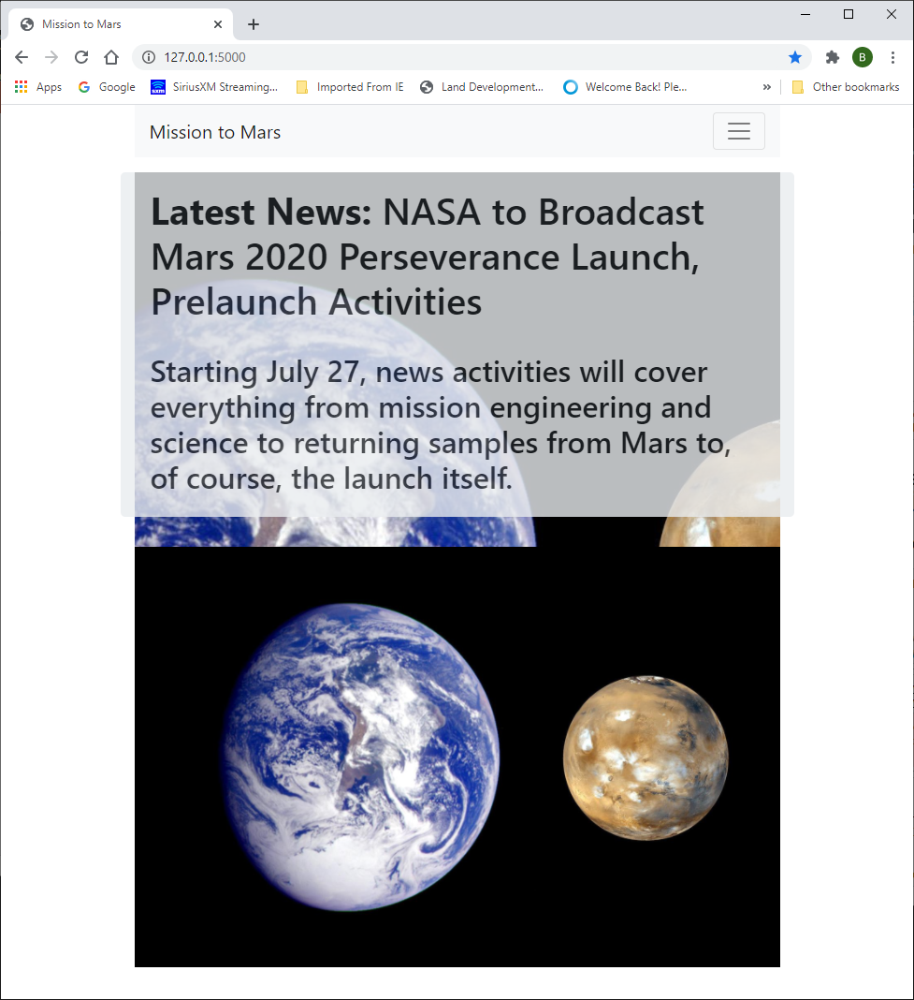 Mission to Mars
127.0.0.1:5000
B
Apps Google SiriusXM Streaming... Imported From IE Land Development... Welcome Back! Ple... » Other bookmarks
Mission to Mars
Latest News: NASA to Broadcast
Mars 2020 Perseverance Launch,
Prelaunch Activities
Starting July 27, news activities will cover
everything from mission engineering and
science to returning samples from Mars to,
of course, the launch itself.